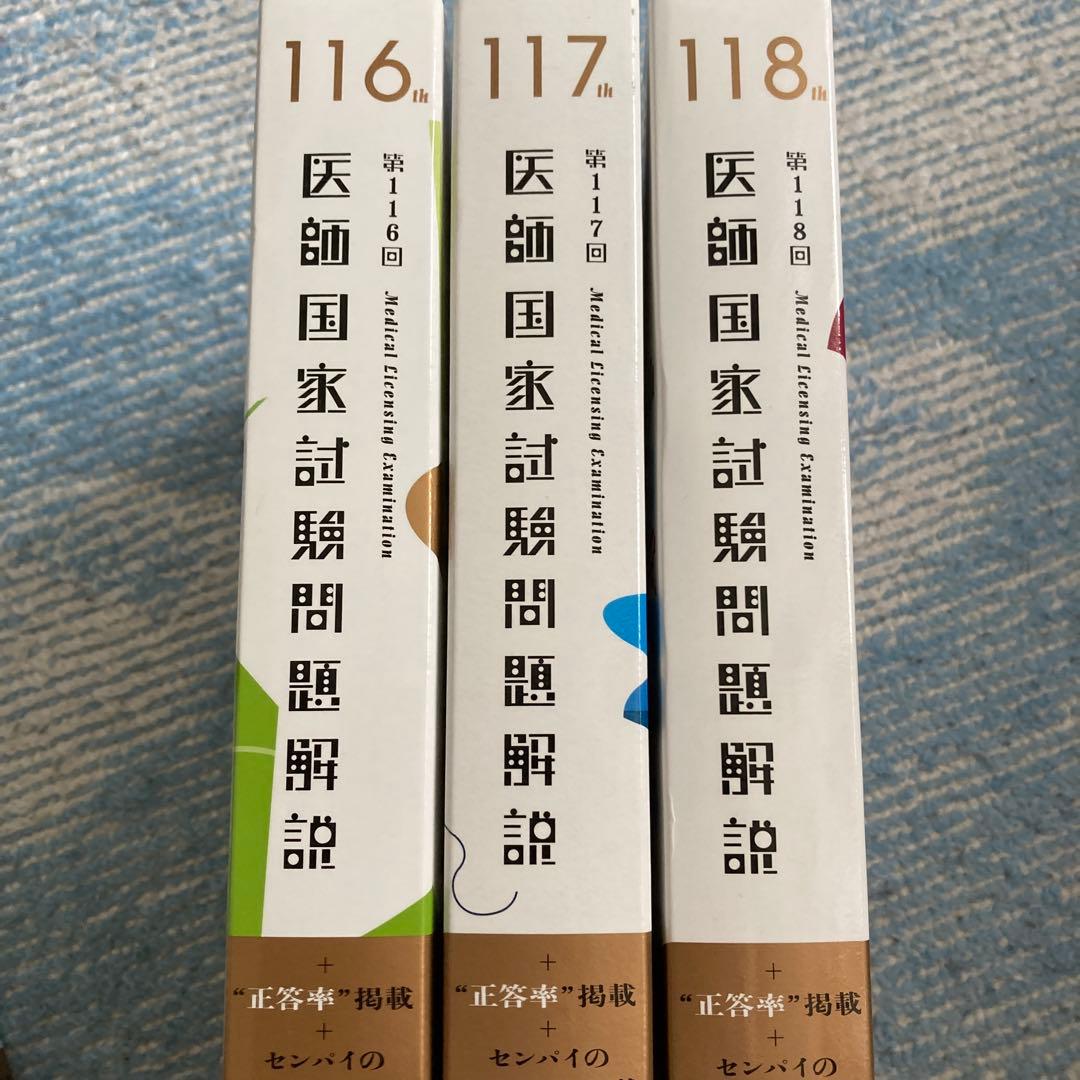 116th
医師国家試験問題解説
第116回
Medical Licensing Examination
+
“正答率”掲載
+
センパイの
117th
医師国家試験問題解説
第117回
Medical Licensing Examination
+
“正答率”掲載
+
センパイの
118th
医師国家試験問題解説
第118回
Medical Licensing Examination
+
“正答率”掲載
+
センパイの